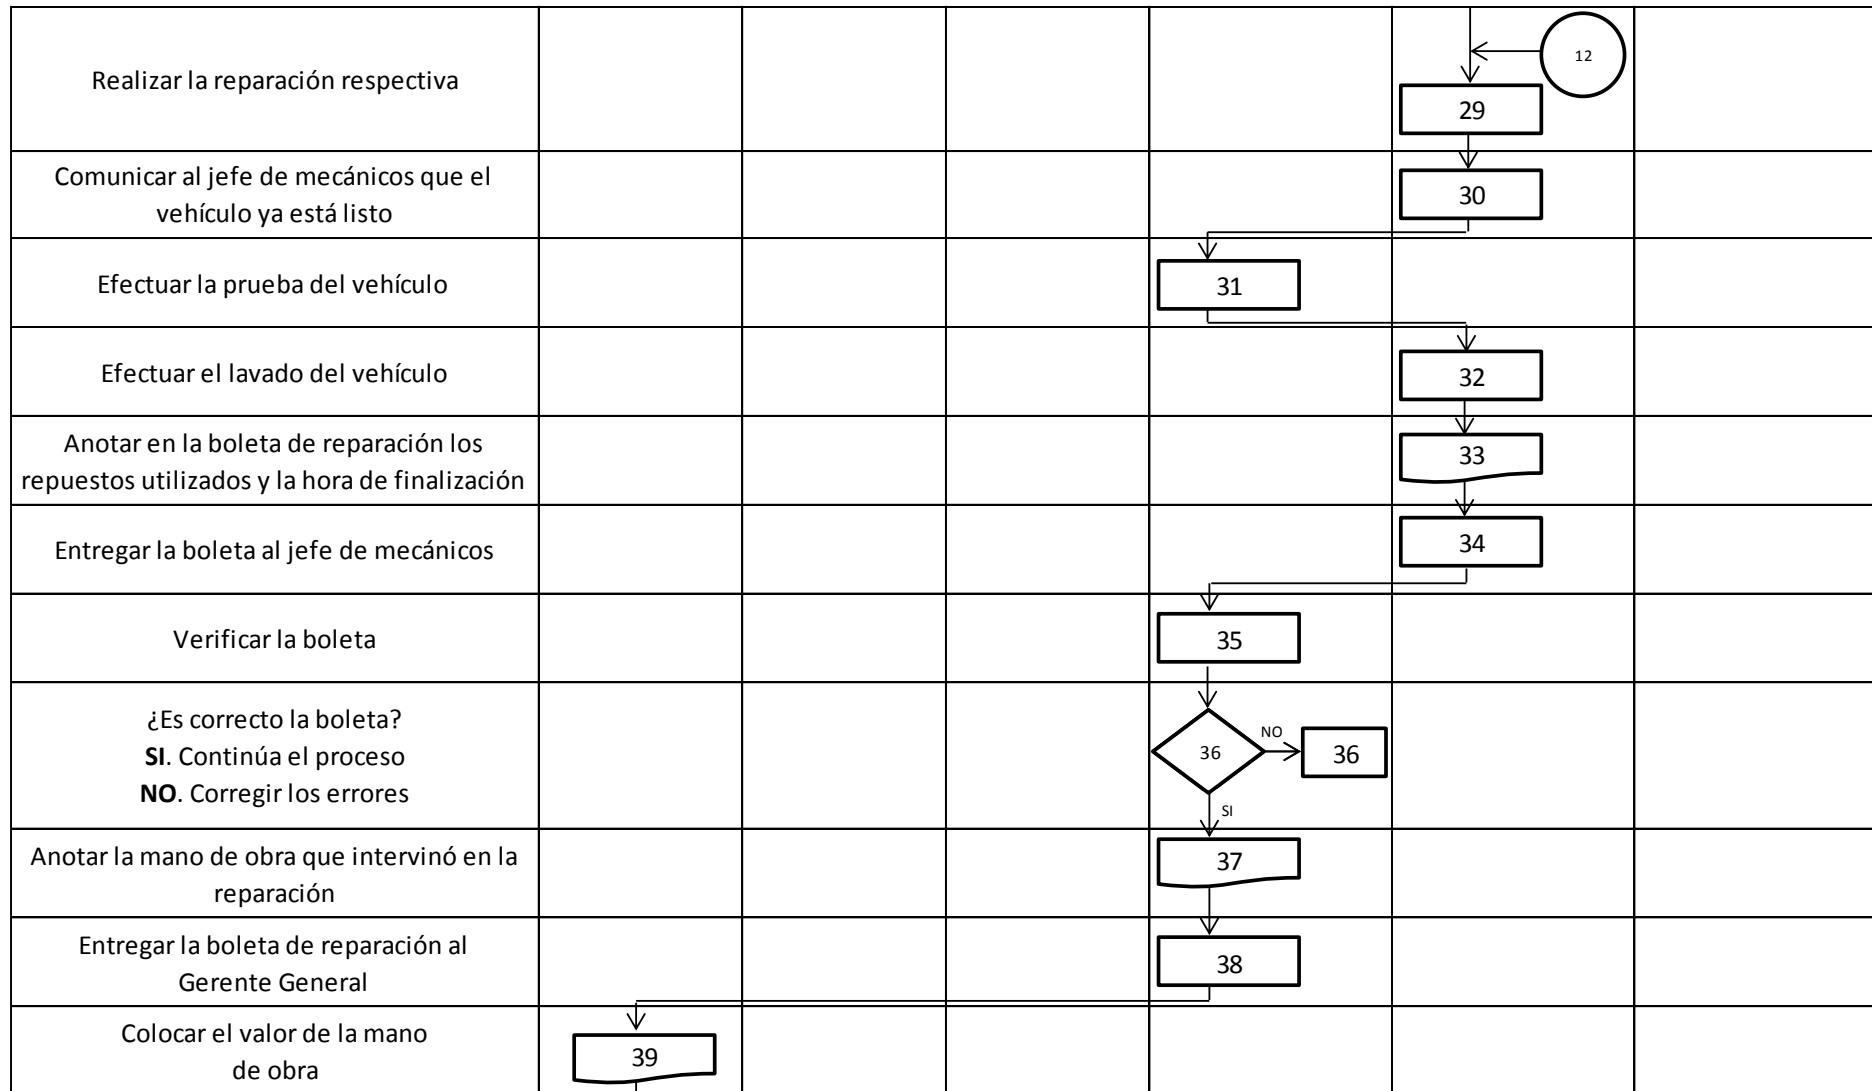 12
Realizar la reparación respectiva
29
Comunicar al jefe de mecánicos que el
vehículo ya está listo
30
Efectuar la prueba del vehículo
31
Efectuar el lavado del vehículo
32
Anotar en la boleta de reparación los
repuestos utilizados y la hora de finalización
33
Entregar la boleta al jefe de mecánicos
34
Verificar la boleta
35
¿Es correcto la boleta?
SI. Continúa el proceso
NO. Corregir los errores
36
NO
36
SI
Anotar la mano de obra que intervinó en la
reparación
37
Entregar la boleta de reparación al
Gerente General
38
Colocar el valor de la mano
de obra
39